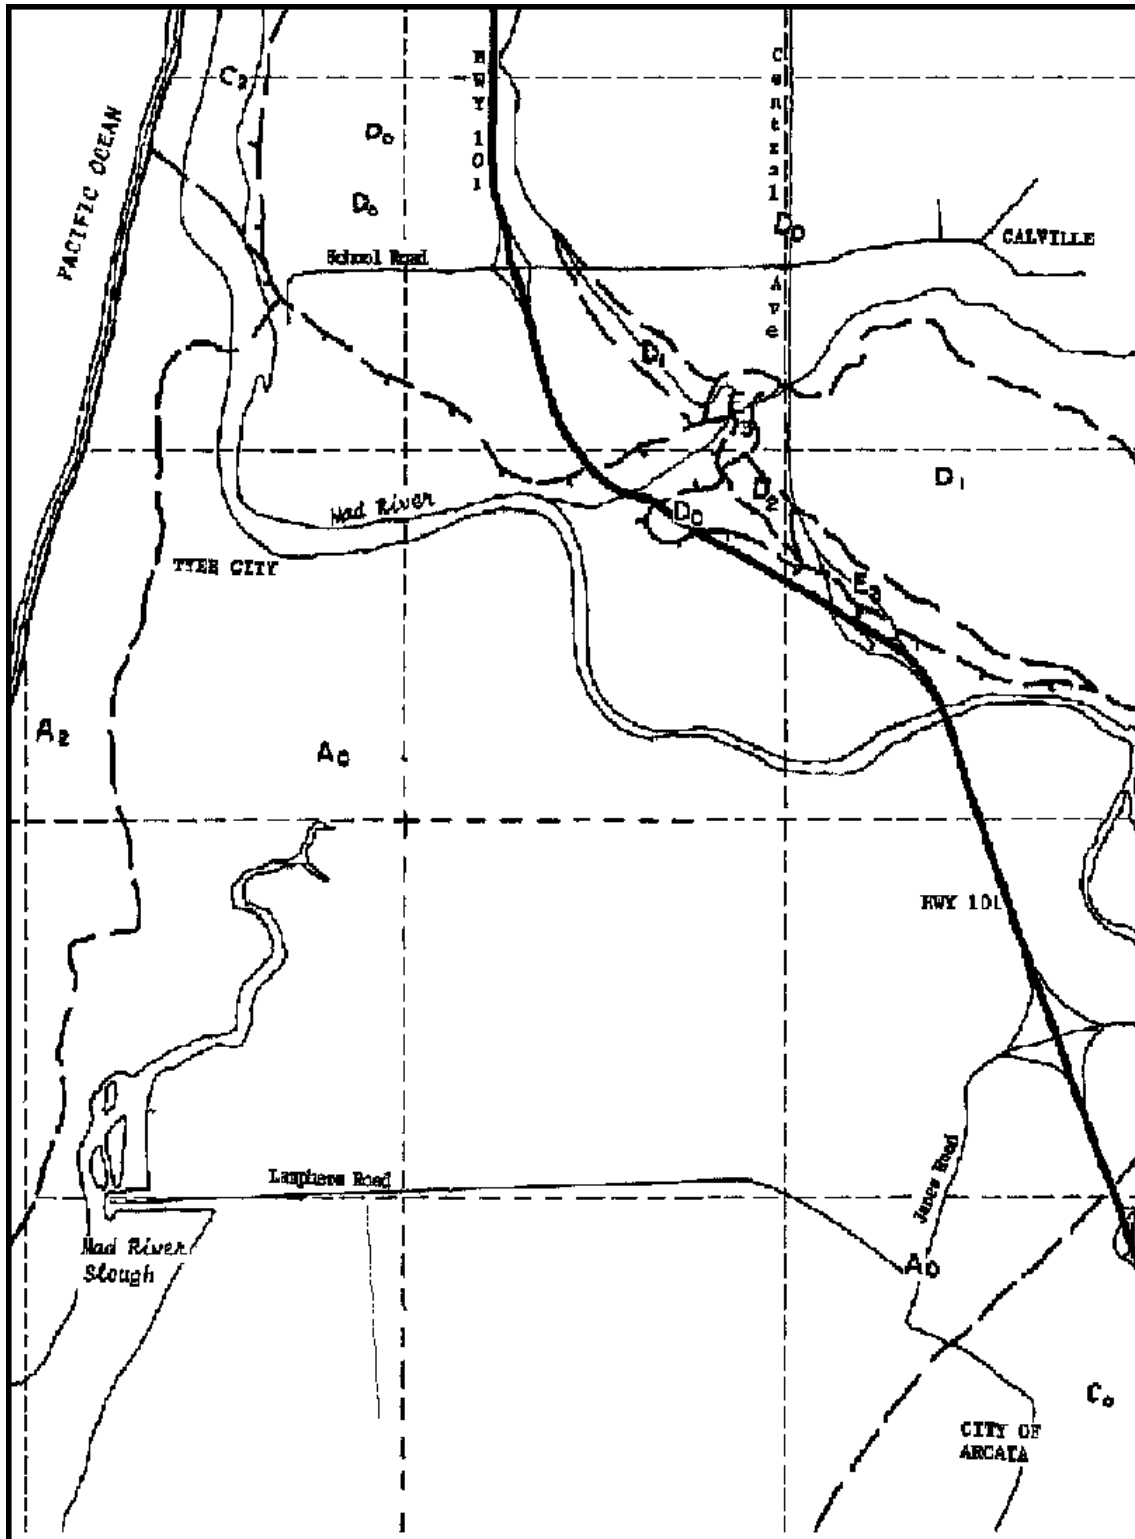 C₂
HWY 101
Central
Ave
PACIFIC OCEAN
D₀
D₀
D₀
School Road
CALVILLE
D₁
E₃
D₁
D₂
D₀
Mad River
TYEE CITY
E₃
A₂
A₀
HWY 101
Lanphere Road
Janes Road
Mad River
Slough
A₀
C₀
CITY OF
ARCATA